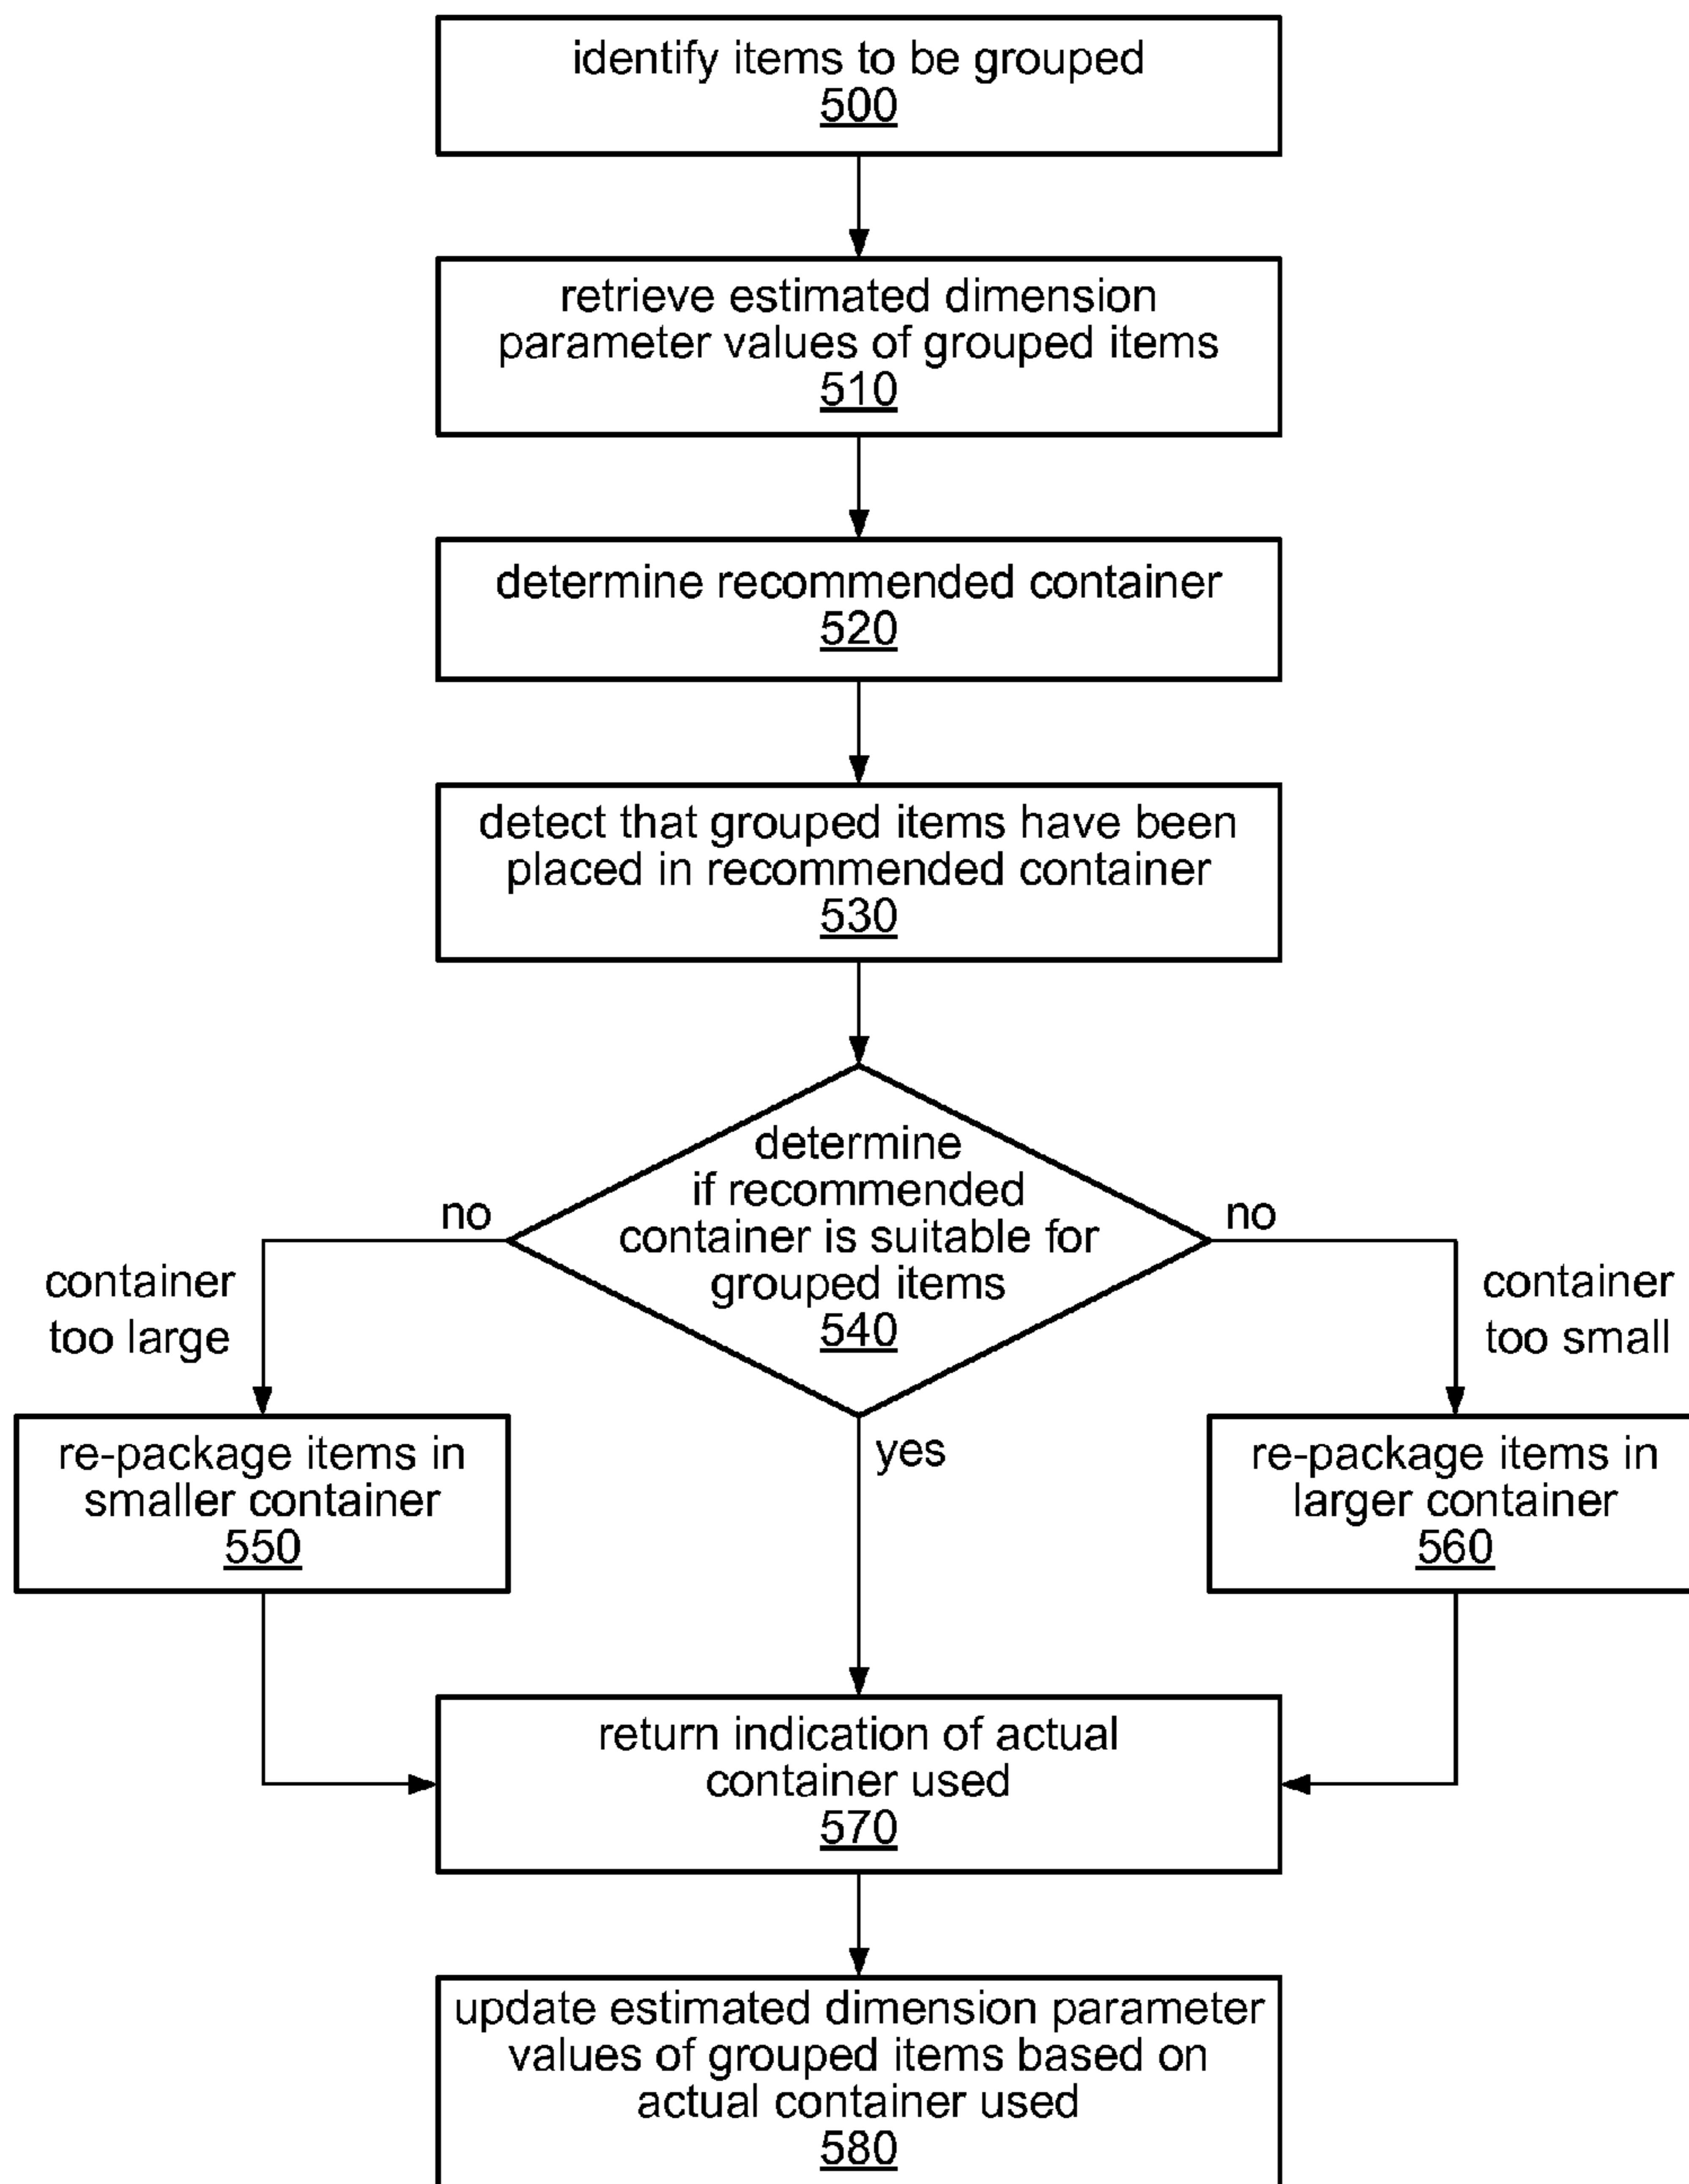 identify items to be grouped
500
retrieve estimated dimension
parameter values of grouped items
510
determine recommended container
520
detect that grouped items have been
placed in recommended container
530
determine
if recommended
container is suitable for
grouped items
540
no
container
too large
no
container
too small
yes
re-package items in
smaller container
550
re-package items in
larger container
560
return indication of actual
container used
570
update estimated dimension parameter
values of grouped items based on
actual container used
580